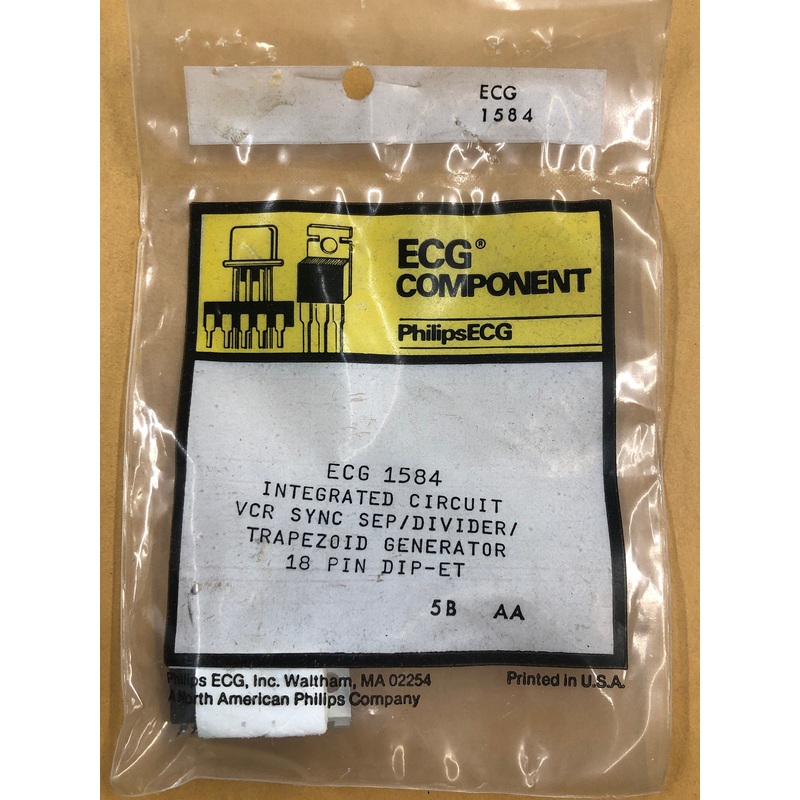 ECG
1584
ECG®
COMPONENT
PhilipsECG
ECG 1584
INTEGRATED CIRCUIT
VCR SYNC SEP/DIVIDER/
TRAPEZOID GENERATOR
18 PIN DIP-ET
5B AA
Philips ECG, Inc. Waltham, MA 02254
A North American Philips Company
Printed in U.S.A.